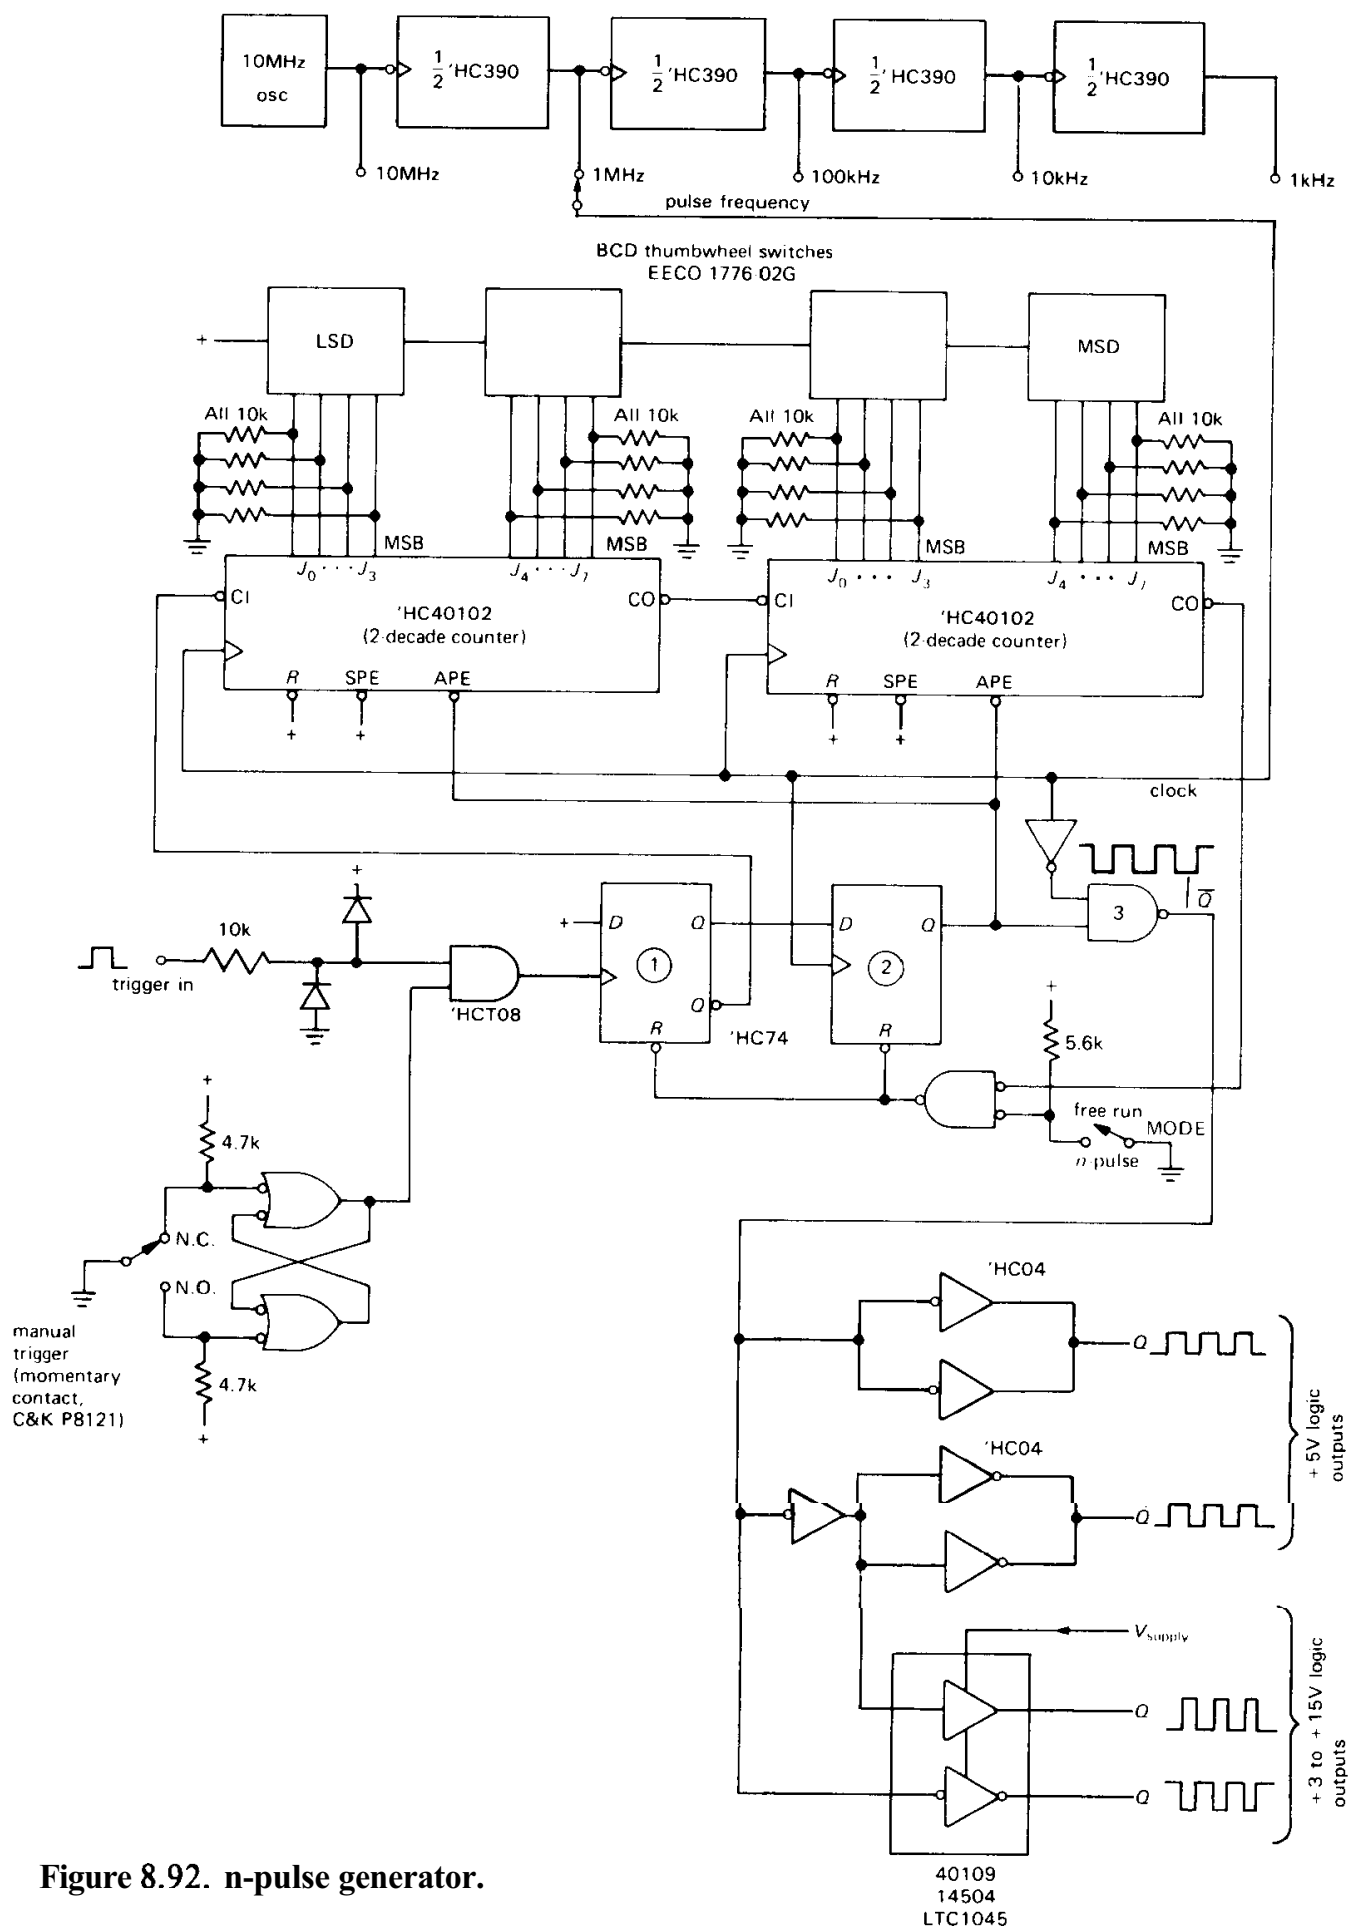 10MHz
osc
1/2 'HC390
1/2 'HC390
1/2 'HC390
1/2 'HC390
10MHz
1MHz
100kHz
10kHz
1kHz
pulse frequency
BCD thumbwheel switches
EECO 1776-02G
+
LSD
MSD
All 10k
All 10k
All 10k
All 10k
MSB
MSB
MSB
MSB
J0 ··· J3
J4 ··· J7
J0 ··· J3
J4 ··· J7
CI
CO
CI
CO
'HC40102
(2-decade counter)
'HC40102
(2-decade counter)
R
SPE
APE
R
SPE
APE
+
+
+
+
clock
+
+
D
Q
1
Q
R
'HC74
D
Q
2
R
3
Q̅
10k
trigger in
'HCT08
+
5.6k
free run
MODE
n-pulse
+
4.7k
N.C.
N.O.
manual
trigger
(momentary
contact,
C&K P8121)
4.7k
+
'HC04
Q
'HC04
Q
+5V logic
outputs
Vsupply
Q
Q
+3 to +15V logic
outputs
40109
14504
LTC1045
Figure 8.92. n-pulse generator.